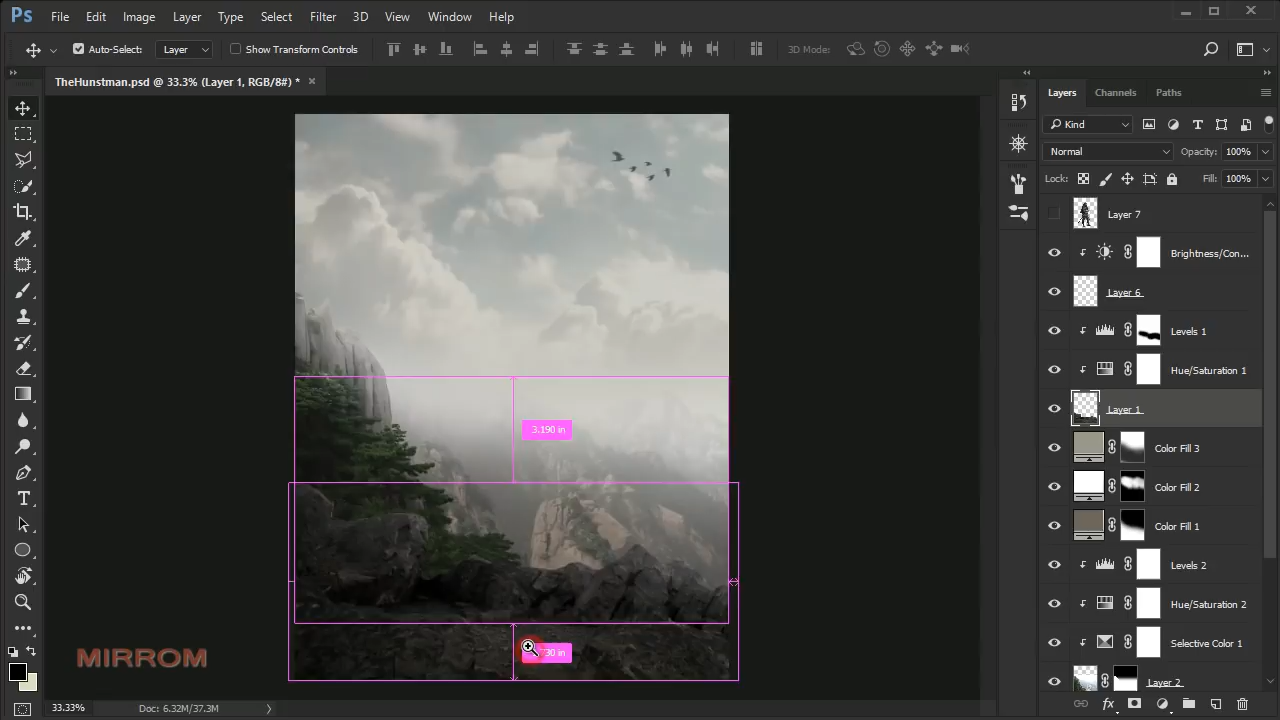 Ps File Edit Image Layer Type Select Filter 3D View Window Help
Auto-Select: Layer Show Transform Controls 3D Mode:
TheHunstman.psd @ 33.3% (Layer 1, RGB/8#) *
Layers Channels Paths
Kind
Normal Opacity: 100%
Lock: Fill: 100%
Layer 7
Brightness/Con...
Layer 6
Levels 1
Hue/Saturation 1
Layer 1
3.190 in
Color Fill 3
Color Fill 2
Color Fill 1
Levels 2
Hue/Saturation 2
Selective Color 1
30 in
MIRROM
Layer 2
33.33% Doc: 6.32M/37.3M
fx